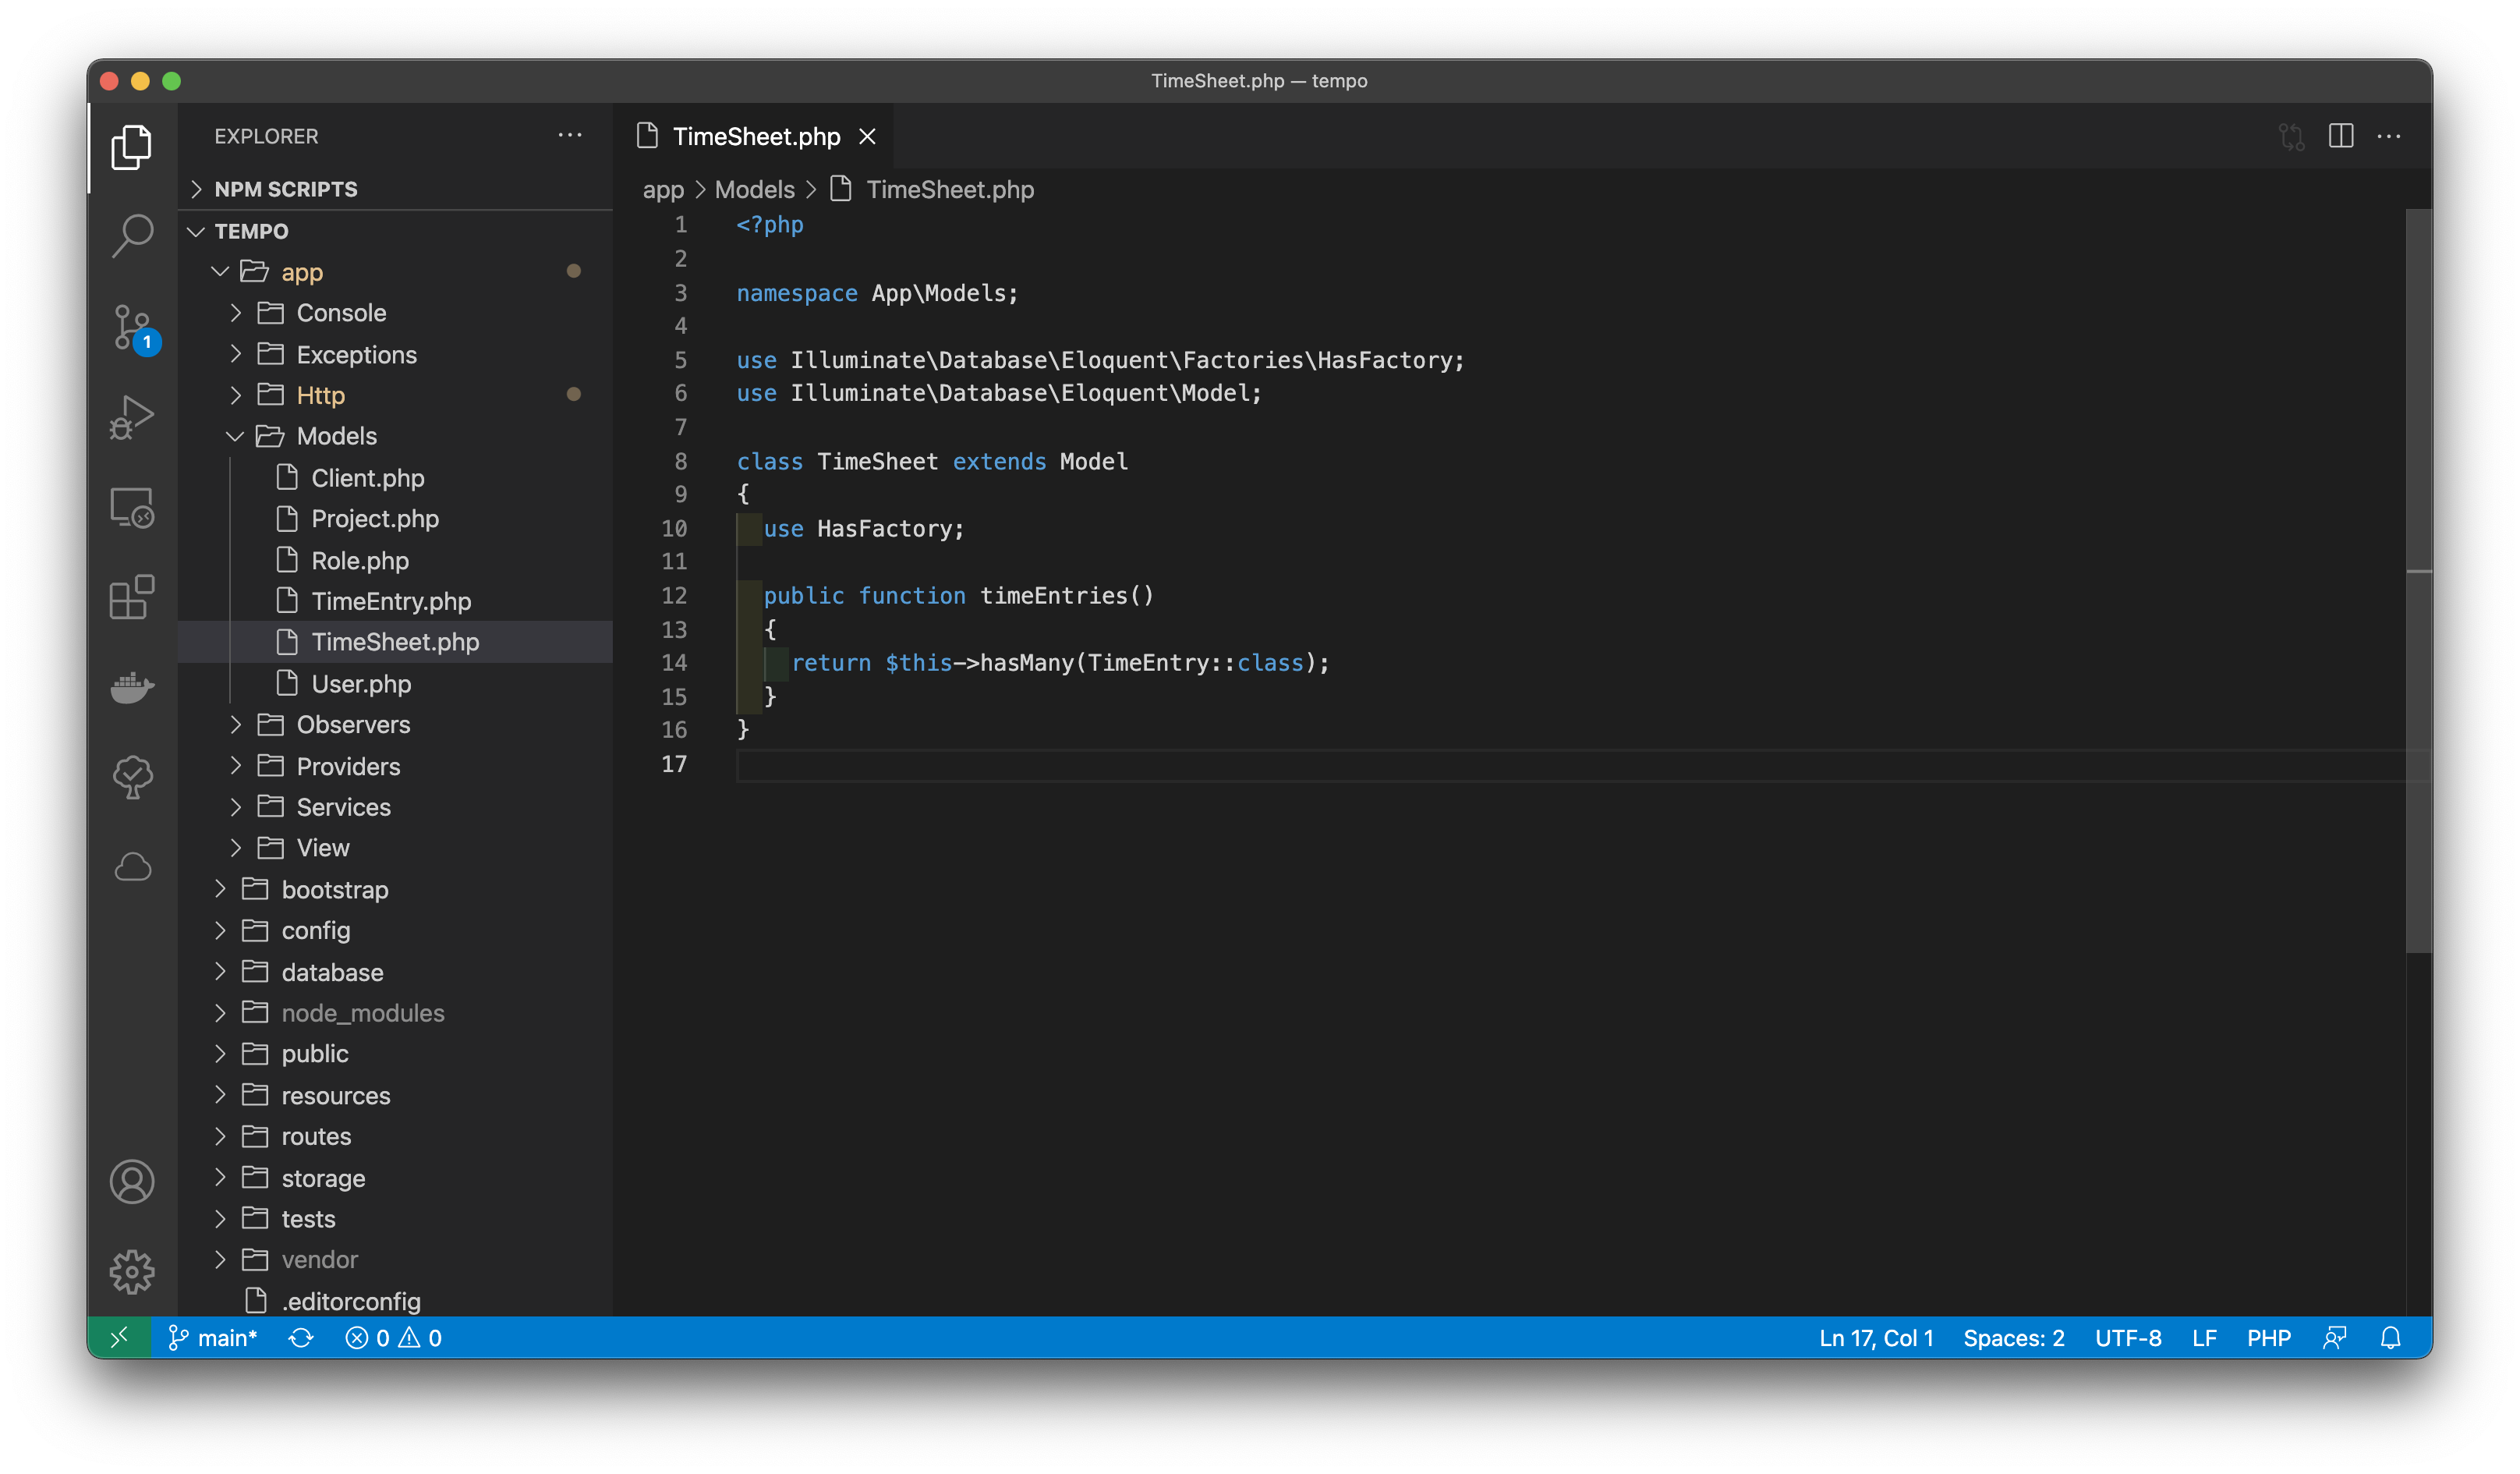 TimeSheet.php — tempo
EXPLORER
NPM SCRIPTS
TEMPO
app
Console
Exceptions
Http
Models
Client.php
Project.php
Role.php
TimeEntry.php
TimeSheet.php
User.php
Observers
Providers
Services
View
bootstrap
config
database
node_modules
public
resources
routes
storage
tests
vendor
.editorconfig
1
TimeSheet.php
app > Models > TimeSheet.php
1 <?php
2
3 namespace App\Models;
4
5 use Illuminate\Database\Eloquent\Factories\HasFactory;
6 use Illuminate\Database\Eloquent\Model;
7
8 class TimeSheet extends Model
9 {
10 use HasFactory;
11
12 public function timeEntries()
13 {
14 return $this->hasMany(TimeEntry::class);
15 }
16 }
17
main* 0 0 Ln 17, Col 1 Spaces: 2 UTF-8 LF PHP